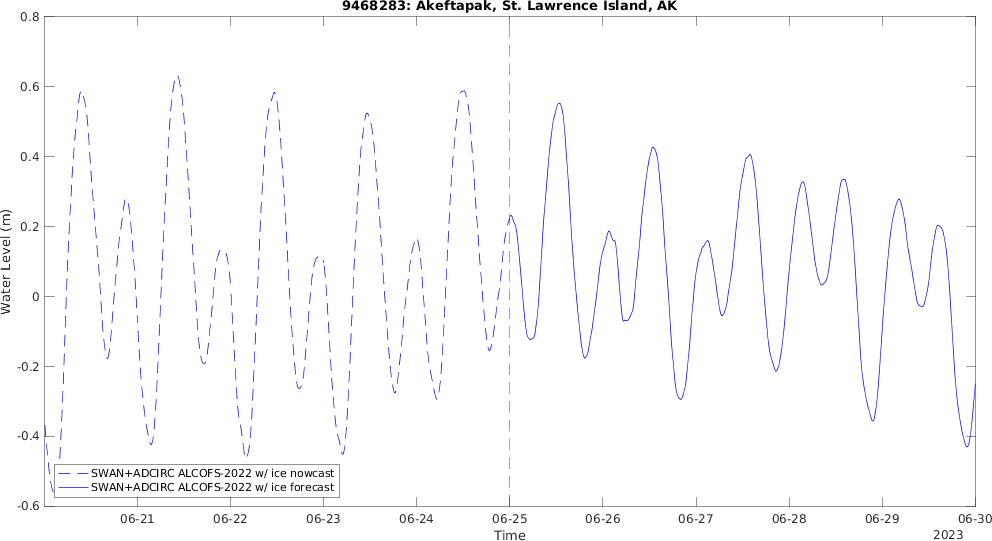 9468283: Akeftapak, St. Lawrence Island, AK
0.8
0.6
0.4
0.2
0
-0.2
-0.4
-0.6
Water Level (m)
SWAN+ADCIRC ALCOFS-2022 w/ ice nowcast
SWAN+ADCIRC ALCOFS-2022 w/ ice forecast
06-21 06-22 06-23 06-24 06-25 06-26 06-27 06-28 06-29 06-30
Time
2023